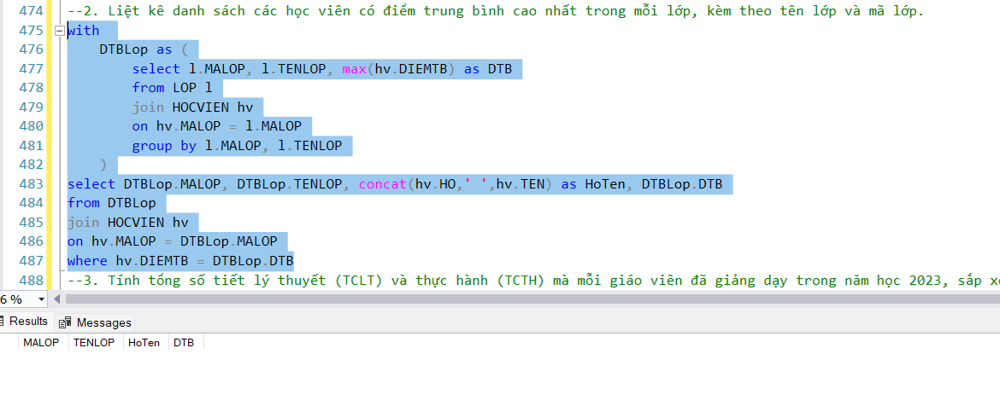 474 --2. Liệt kê danh sách các học viên có điểm trung bình cao nhất trong mỗi lớp, kèm theo tên lớp và mã lớp.
475 with
476 DTBLop as (
477 select l.MALOP, l.TENLOP, max(hv.DIEMTB) as DTB
478 from LOP l
479 join HOCVIEN hv
480 on hv.MALOP = l.MALOP
481 group by l.MALOP, l.TENLOP
482 )
483 select DTBLop.MALOP, DTBLop.TENLOP, concat(hv.HO,' ',hv.TEN) as HoTen, DTBLop.DTB
484 from DTBLop
485 join HOCVIEN hv
486 on hv.MALOP = DTBLop.MALOP
487 where hv.DIEMTB = DTBLop.DTB
488 --3. Tính tổng số tiết lý thuyết (TCLT) và thực hành (TCTH) mà mỗi giáo viên đã giảng dạy trong năm học 2023, sắp
6 %
Results Messages
MALOP TENLOP HoTen DTB